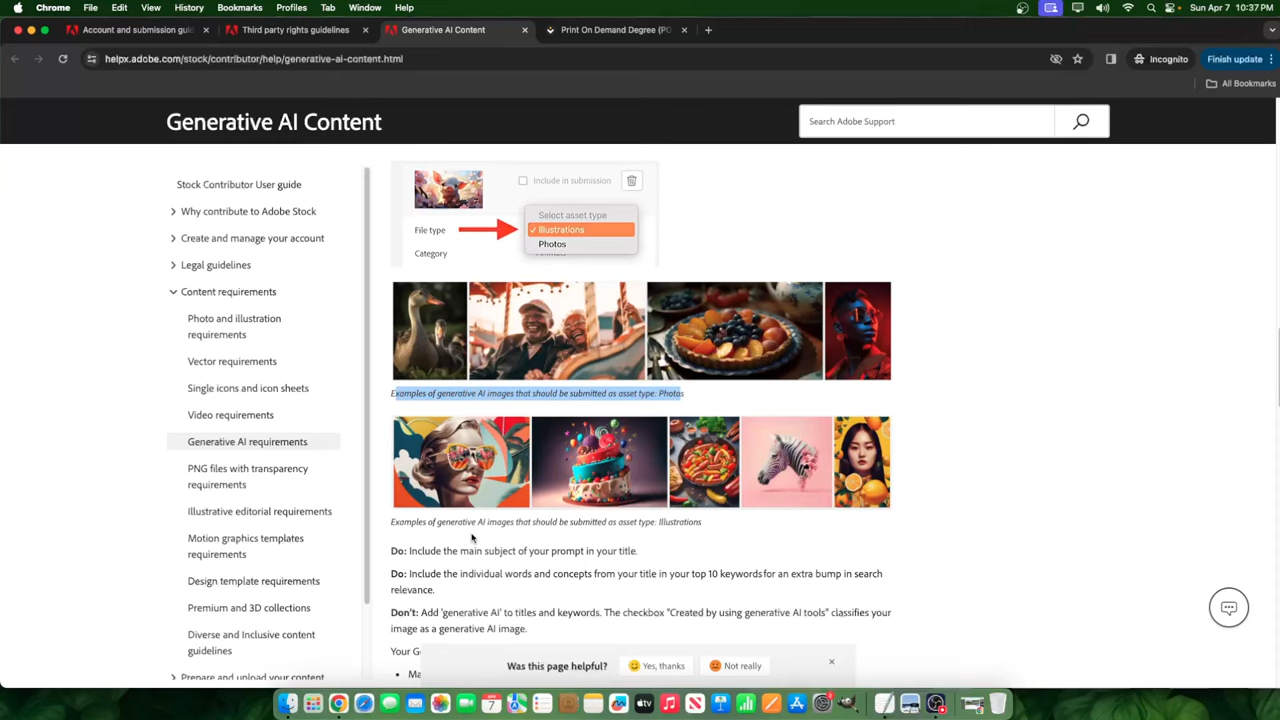 Chrome File Edit View History Bookmarks Profiles Tab Window Help Sun Apr 7 10:37 PM
Account and submission gui Third party rights guidelines Generative AI Content Print On Demand Degree (PO
helpx.adobe.com/stock/contributor/help/generative-ai-content.html Incognito Finish update
All Bookmarks
Generative AI Content
Search Adobe Support
Stock Contributor User guide
Why contribute to Adobe Stock
Create and manage your account
Legal guidelines
Content requirements
Photo and illustration
requirements
Vector requirements
Single icons and icon sheets
Video requirements
Generative AI requirements
PNG files with transparency
requirements
Illustrative editorial requirements
Motion graphics templates
requirements
Design template requirements
Premium and 3D collections
Diverse and Inclusive content
guidelines
Prepare and upload your content
Include in submission
Select asset type
File type
✓ Illustrations
Photos
Category
Animals
Examples of generative AI images that should be submitted as asset type: Photos
Examples of generative AI images that should be submitted as asset type: Illustrations
Do: Include the main subject of your prompt in your title.
Do: Include the individual words and concepts from your title in your top 10 keywords for an extra bump in search
relevance.
Don't: Add 'generative AI' to titles and keywords. The checkbox "Created by using generative AI tools" classifies your
image as a generative AI image.
Your G
• Ma
Was this page helpful? Yes, thanks Not really